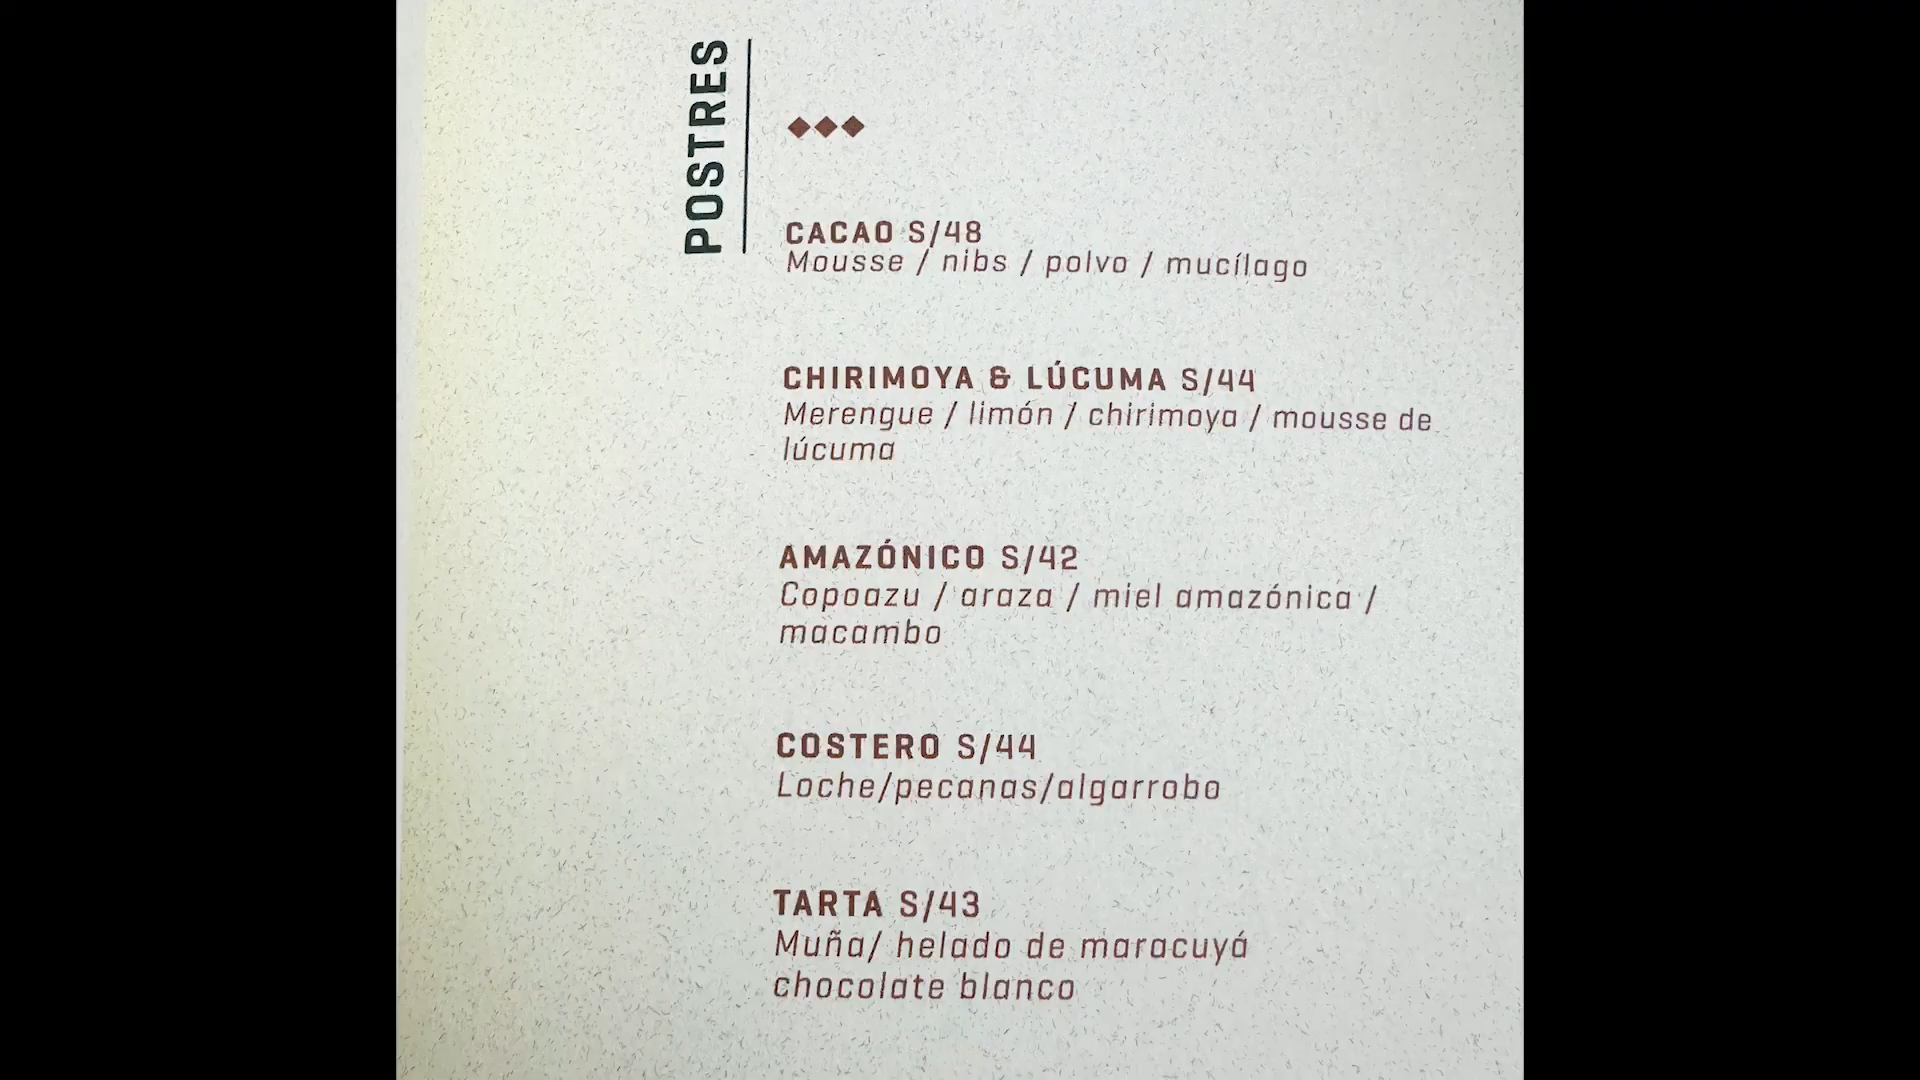 POSTRES
CACAO S/48
Mousse / nibs / polvo / mucílago
CHIRIMOYA & LÚCUMA S/44
Merengue / limón / chirimoya / mousse de
lúcuma
AMAZÓNICO S/42
Copoazu / araza / miel amazónica /
macambo
COSTERO S/44
Loche/pecanas/algarrobo
TARTA S/43
Muña/ helado de maracuyá
chocolate blanco